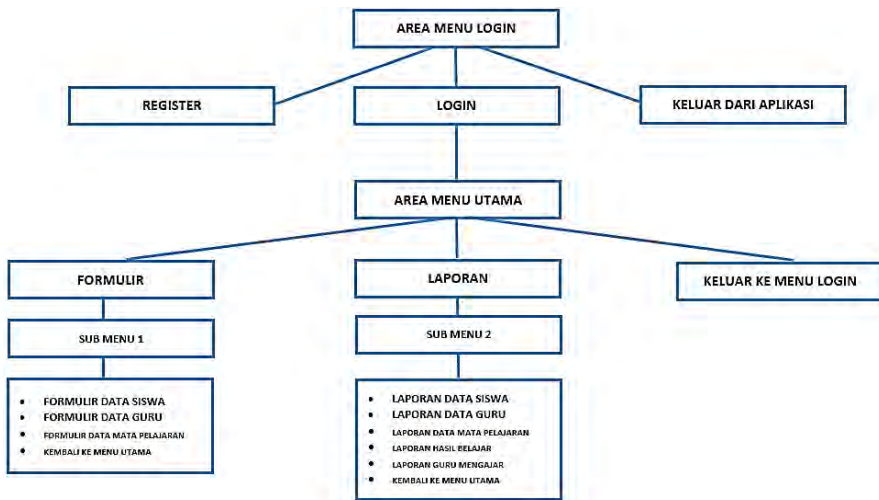 AREA MENU LOGIN
REGISTER
LOGIN
KELUAR DARI APLIKASI
AREA MENU UTAMA
FORMULIR
LAPORAN
KELUAR KE MENU LOGIN
SUB MENU 1
SUB MENU 2
• FORMULIR DATA SISWA
• FORMULIR DATA GURU
• FORMULIR DATA MATA PELAJARAN
• KEMBALI KE MENU UTAMA
• LAPORAN DATA SISWA
• LAPORAN DATA GURU
• LAPORAN DATA MATA PELAJARAN
• LAPORAN HASIL BELAJAR
• LAPORAN GURU MENGAJAR
• KEMBALI KE MENU UTAMA